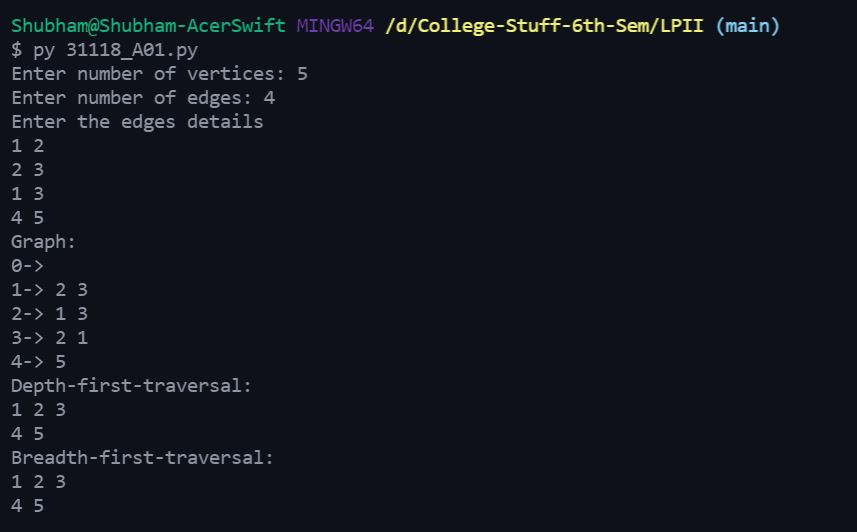 Shubham@Shubham-AcerSwift MINGW64 /d/College-Stuff-6th-Sem/LPII (main)
$ py 31118_A01.py
Enter number of vertices: 5
Enter number of edges: 4
Enter the edges details
1 2
2 3
1 3
4 5
Graph:
0->
1-> 2 3
2-> 1 3
3-> 2 1
4-> 5
Depth-first-traversal:
1 2 3
4 5
Breadth-first-traversal:
1 2 3
4 5